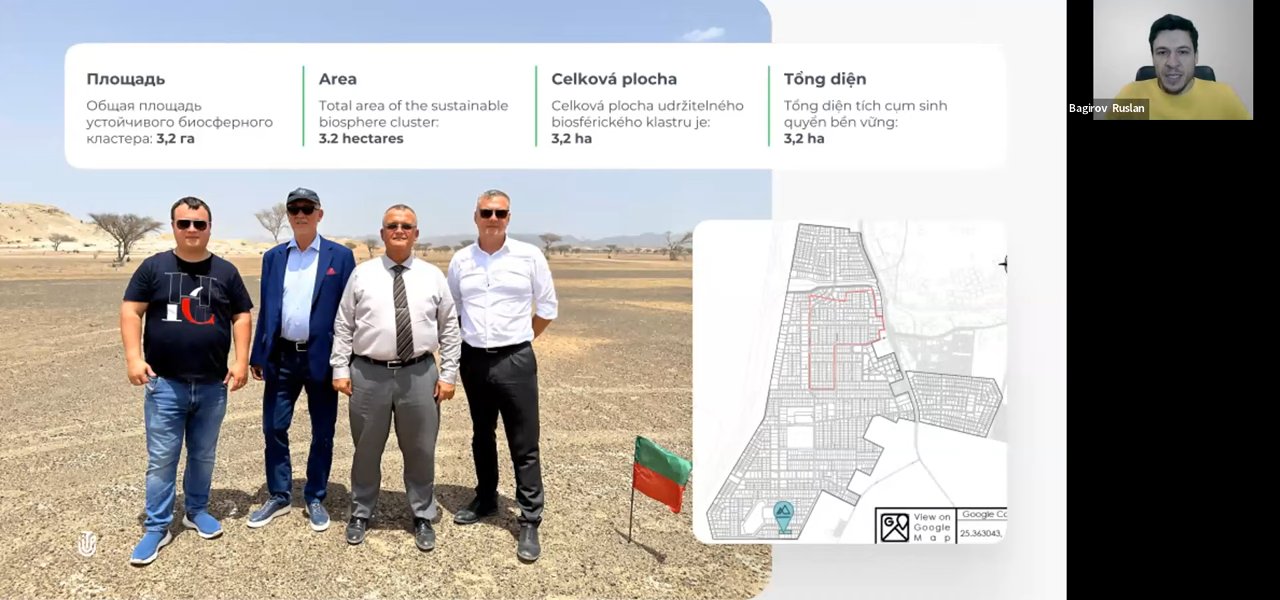 Площадь
Общая площадь
устойчивого биосферного
кластера: 3,2 га
Area
Total area of the sustainable
biosphere cluster:
3.2 hectares
Celková plocha
Celková plocha udržitelného
biosférického klastru je:
3,2 ha
Tổng diện
Tổng diện tích cụm sinh
quyển bền vững:
3,2 ha
Bagirov Ruslan
View on
Google
Map
Google Co
25.363043,